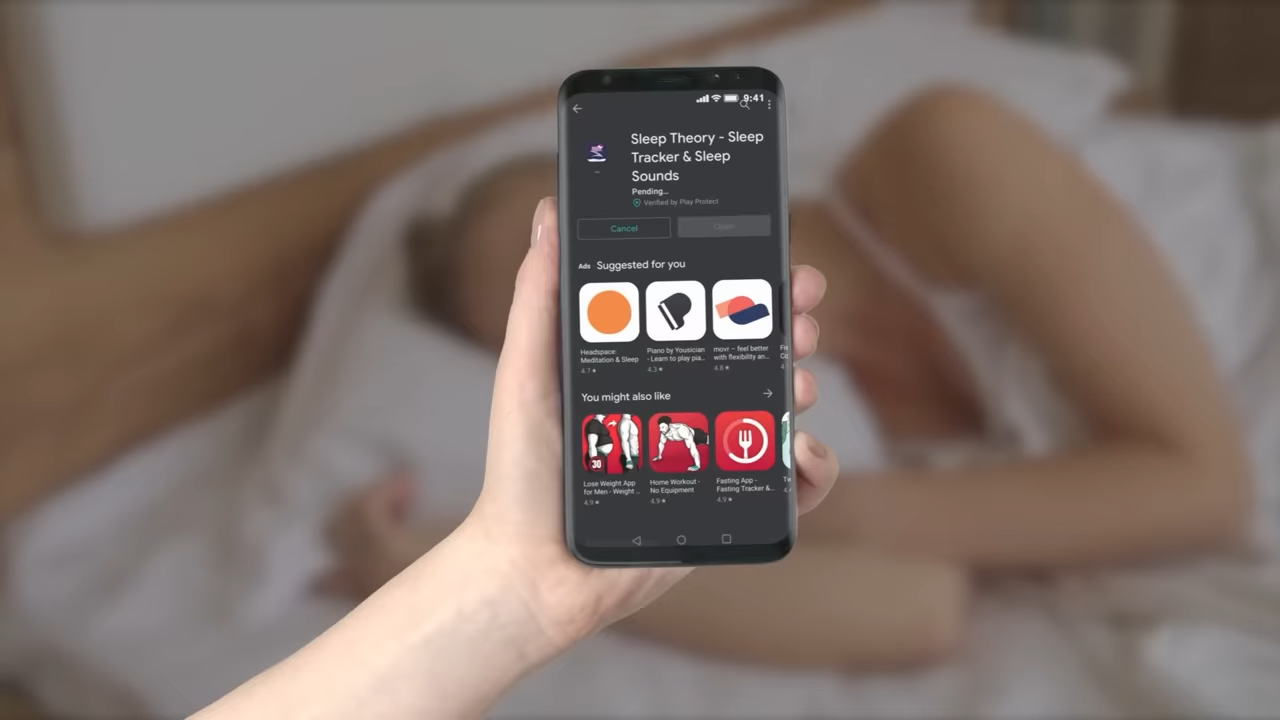 9:41
Sleep Theory - Sleep
Tracker & Sleep
Sounds
Pending...
Verified by Play Protect
Cancel
Open
Ads Suggested for you
Headspace: Meditation & Sleep
4.7★
Piano by Yousician - Learn to play pia...
4.3★
movr – feel better with flexibility an...
4.8★
You might also like
30
Lose Weight App for Men - Weight ...
4.9★
Home Workout - No Equipment
4.9★
Fasting App - Fasting Tracker &...
4.9★